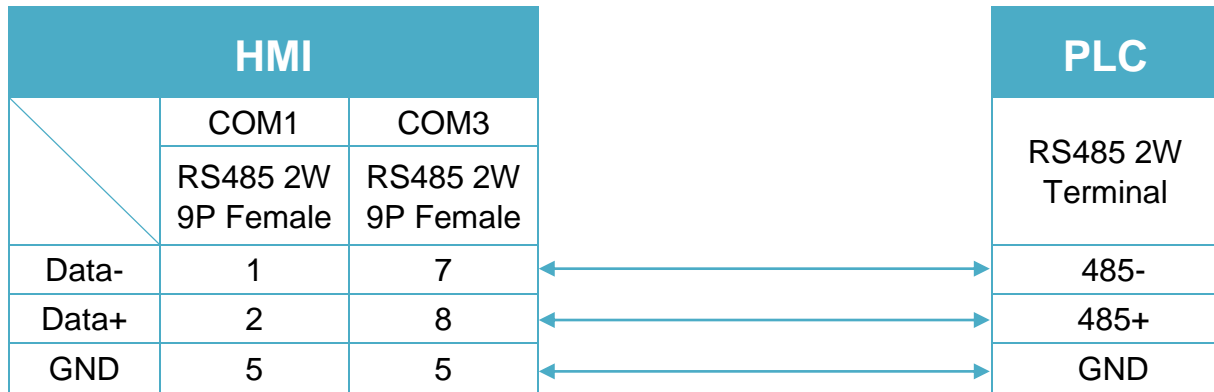 HMI PLC
COM1 COM3
RS485 2W RS485 2W RS485 2W
9P Female 9P Female Terminal
Data- 1 7 485-
Data+ 2 8 485+
GND 5 5 GND